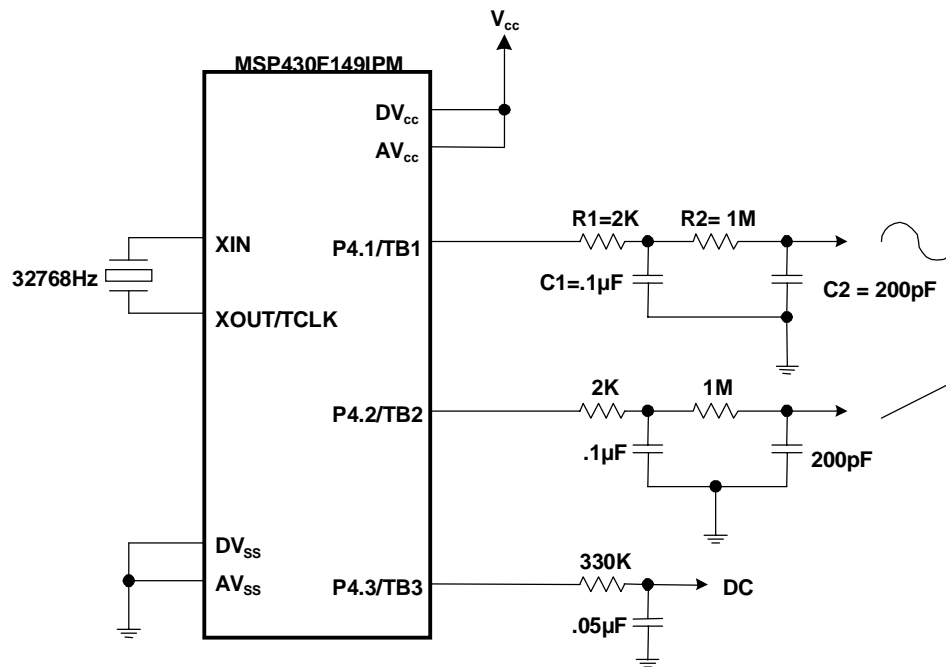 Vcc
MSP430F149IPM
DVcc
AVcc
R1=2K
R2= 1M
XIN
P4.1/TB1
32768Hz
C1=.1µF
C2 = 200pF
XOUT/TCLK
2K
1M
P4.2/TB2
.1µF
200pF
DVSS
330K
AVSS
P4.3/TB3
DC
.05µF